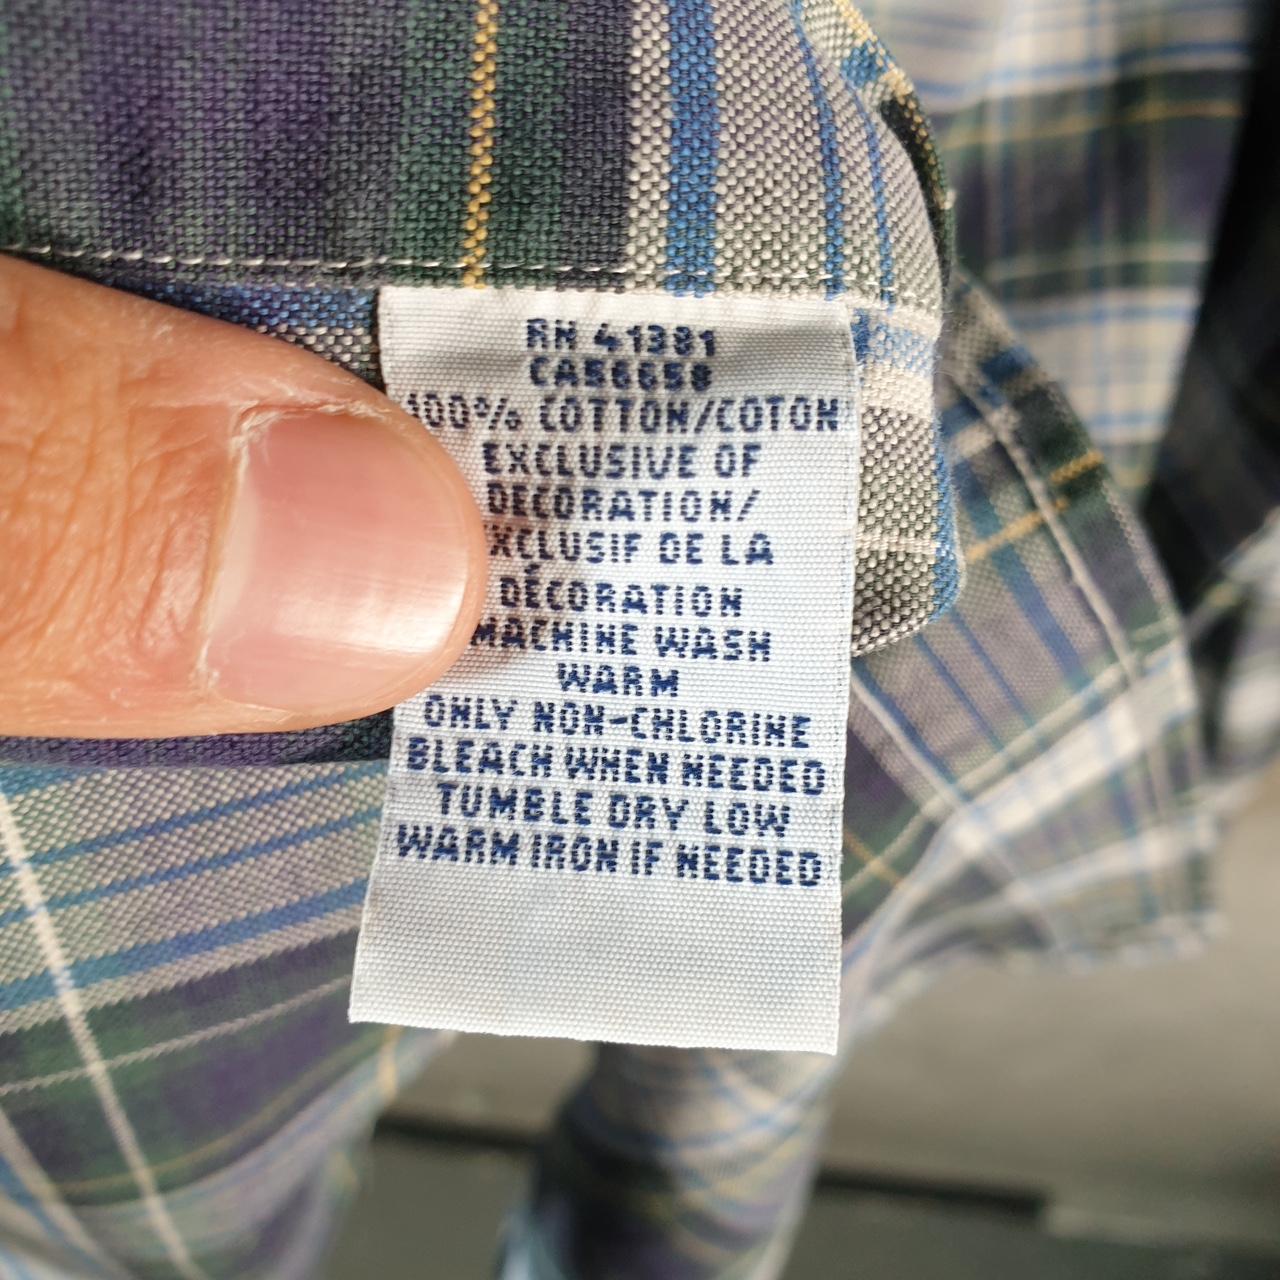 RN 41381
CA56658
100% COTTON/COTON
EXCLUSIVE OF
DECORATION/
EXCLUSIF DE LA
DÉCORATION
MACHINE WASH
WARM
ONLY NON-CHLORINE
BLEACH WHEN NEEDED
TUMBLE DRY LOW
WARM IRON IF NEEDED